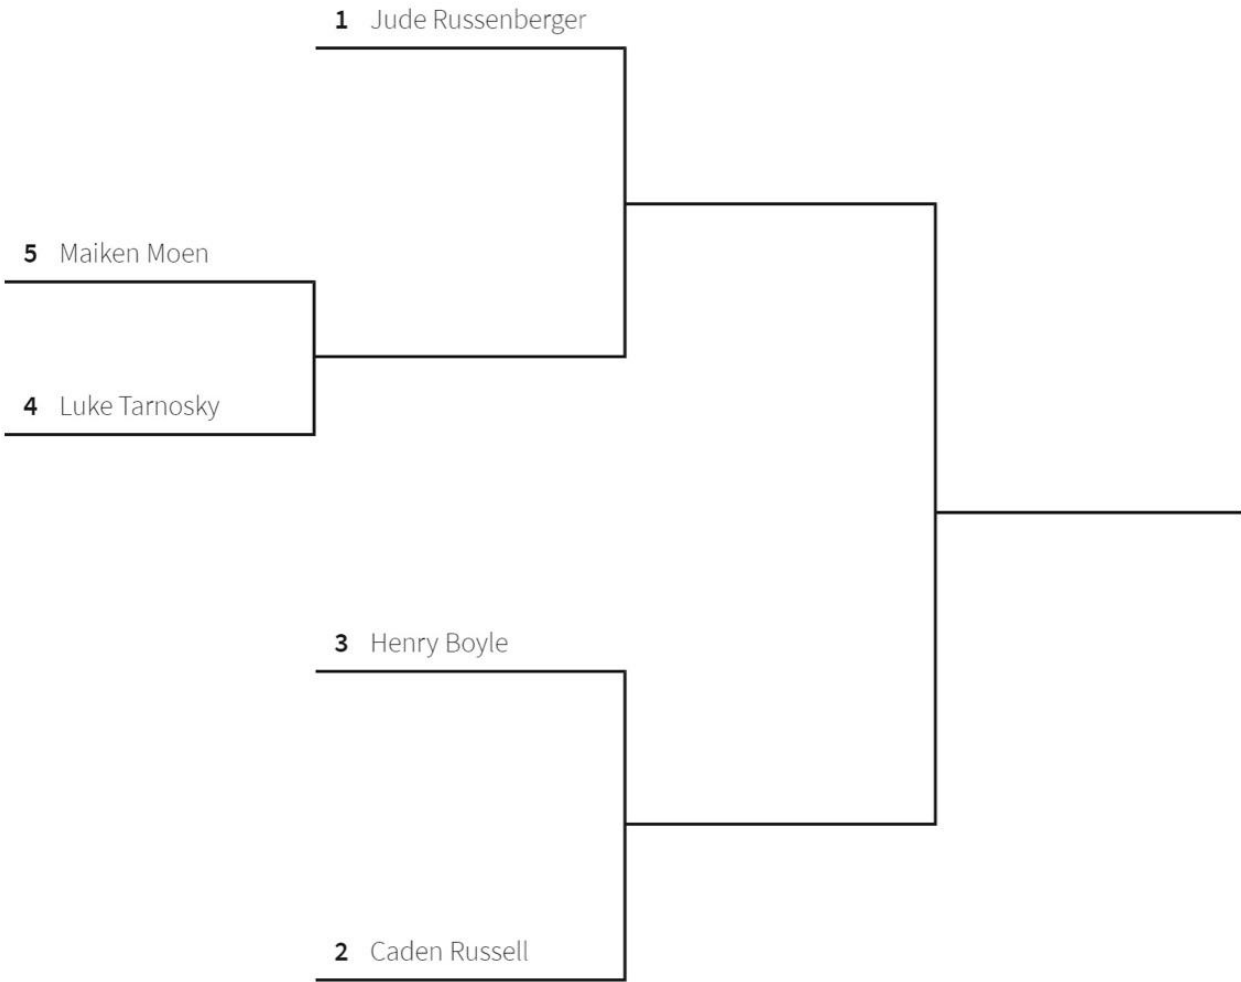 1 Jude Russenberger
5 Maiken Moen
4 Luke Tarnosky
3 Henry Boyle
2 Caden Russell